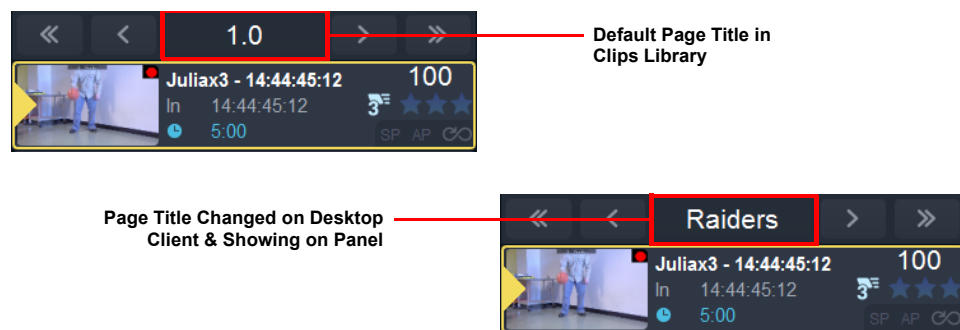 1.0
Default Page Title in
Clips Library
Juliax3 - 14:44:45:12
100
In 14:44:45:12
3
5:00
SP AP
Page Title Changed on Desktop
Client & Showing on Panel
Raiders
Juliax3 - 14:44:45:12
100
In 14:44:45:12
3
5:00
SP AP